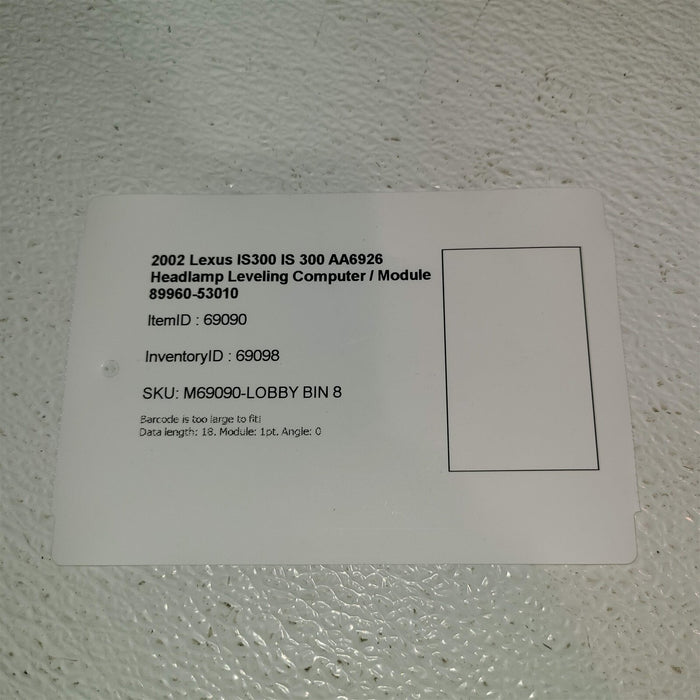 2002 Lexus IS300 IS 300 AA6926
Headlamp Leveling Computer / Module
89960-53010
ItemID : 69090
InventoryID : 69098
SKU: M69090-LOBBY BIN 8
Barcode is too large to fit!
Data length: 18. Module: 1pt. Angle: 0